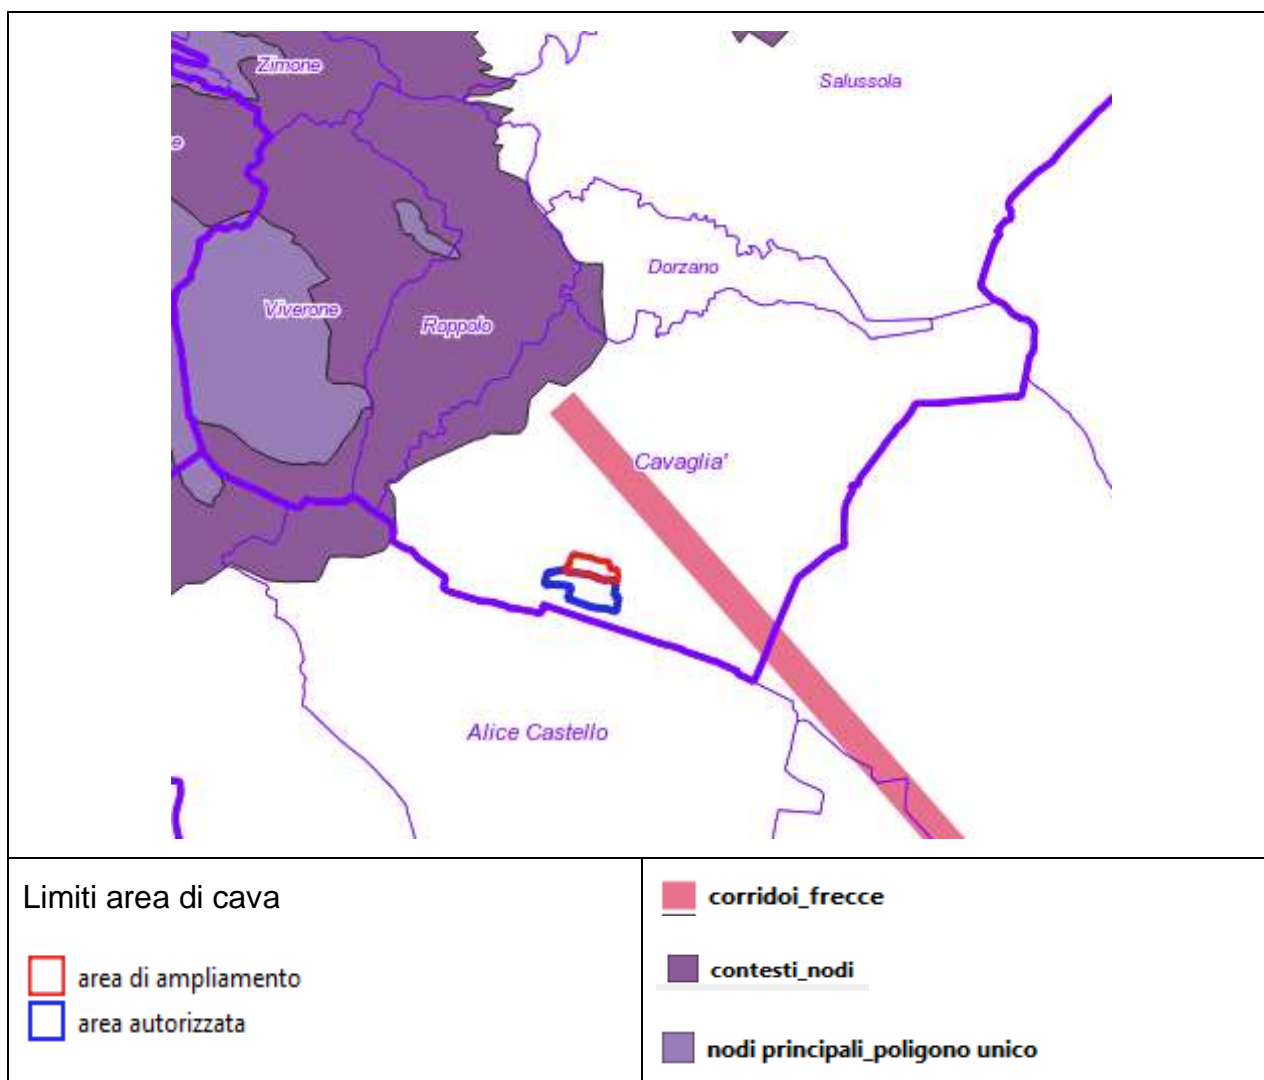 Zimone
Salussola
e
Dorzano
Viverone
Roppolo
Cavaglia'
Alice Castello
Limiti area di cava
area di ampliamento
area autorizzata
corridoi_frecce
contesti_nodi
nodi principali_poligono unico